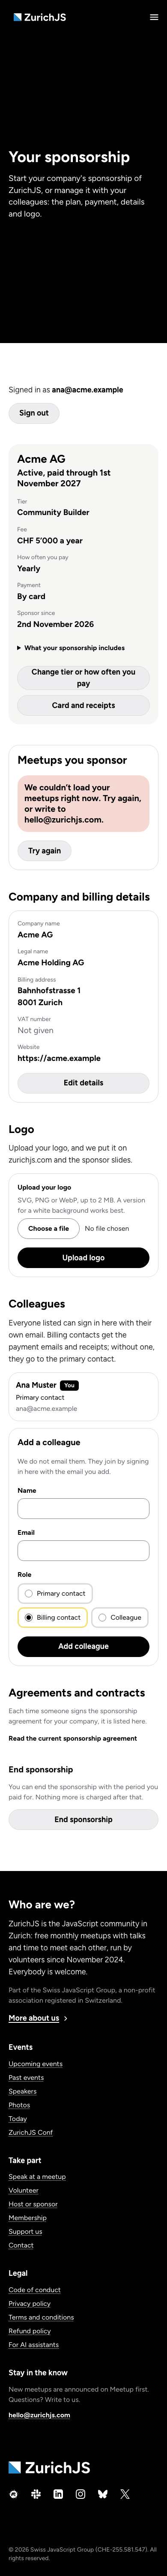 ZurichJS
Your sponsorship
Start your company's sponsorship of
ZurichJS, or manage it with your
colleagues: the plan, payment, details
and logo.
Signed in as ana@acme.example
Sign out
Acme AG
Active, paid through 1st
November 2027
Tier
Community Builder
Fee
CHF 5'000 a year
How often you pay
Yearly
Payment
By card
Sponsor since
2nd November 2026
What your sponsorship includes
Change tier or how often you
pay
Card and receipts
Meetups you sponsor
We couldn't load your
meetups right now. Try again,
or write to
hello@zurichjs.com.
Try again
Company and billing details
Company name
Acme AG
Legal name
Acme Holding AG
Billing address
Bahnhofstrasse 1
8001 Zurich
VAT number
Not given
Website
https://acme.example
Edit details
Logo
Upload your logo, and we put it on
zurichjs.com and the sponsor slides.
Upload your logo
SVG, PNG or WebP, up to 2 MB. A version
for a white background works best.
Choose a file
No file chosen
Upload logo
Colleagues
Everyone listed can sign in here with their
own email. Billing contacts get the
payment emails and receipts; without one,
they go to the primary contact.
Ana Muster You
Primary contact
ana@acme.example
Add a colleague
We do not email them. They join by signing
in here with the email you add.
Name
Email
Role
Primary contact
Billing contact
Colleague
Add colleague
Agreements and contracts
Each time someone signs the sponsorship
agreement for your company, it is listed here.
Read the current sponsorship agreement
End sponsorship
You can end the sponsorship with the period you
paid for. Nothing more is charged after that.
End sponsorship
Who are we?
ZurichJS is the JavaScript community in
Zurich: free monthly meetups with talks
and time to meet each other, run by
volunteers since November 2024.
Everybody is welcome.
Part of the Swiss JavaScript Group, a non-profit
association registered in Switzerland.
More about us
Events
Upcoming events
Past events
Speakers
Photos
Today
ZurichJS Conf
Take part
Speak at a meetup
Volunteer
Host or sponsor
Membership
Support us
Contact
Legal
Code of conduct
Privacy policy
Terms and conditions
Refund policy
For AI assistants
Stay in the know
New meetups are announced on Meetup first.
Questions? Write to us.
hello@zurichjs.com
ZurichJS
© 2026 Swiss JavaScript Group (CHE-255.581.547). All
rights reserved.